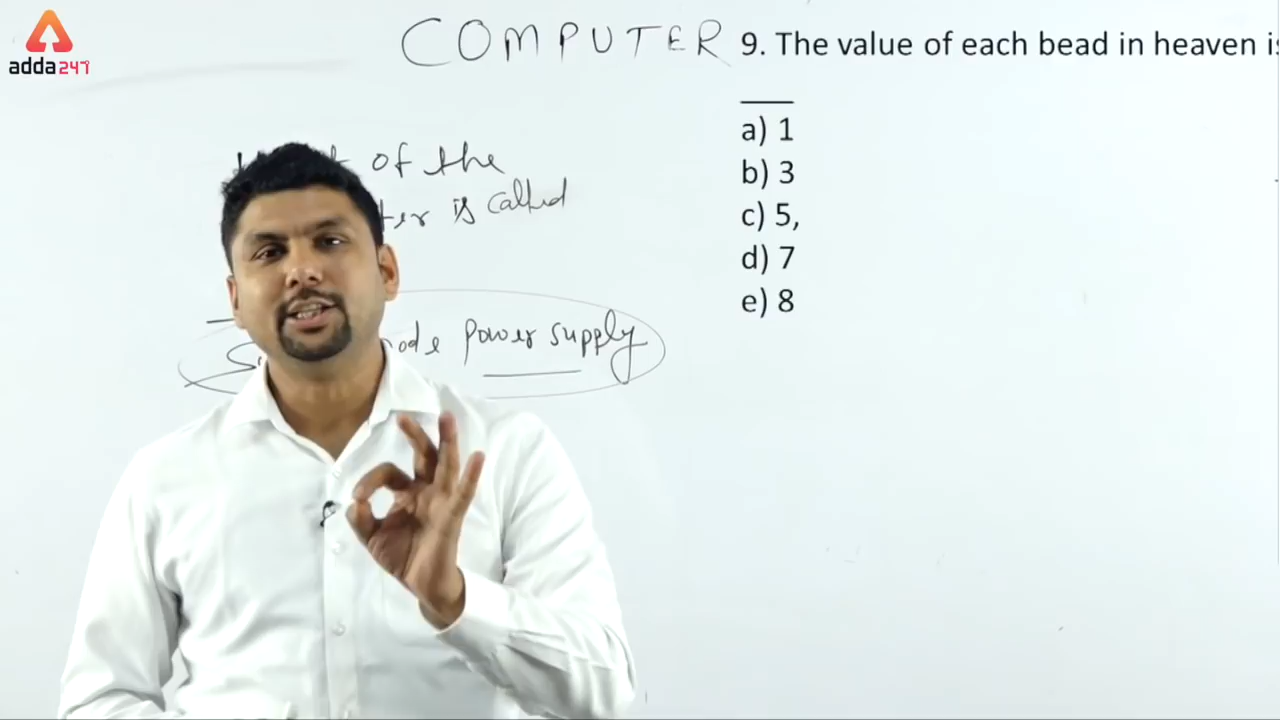 adda247
COMPUTER
of the
is called
Power supply
9. The value of each bead in heaven is
a) 1
b) 3
c) 5,
d) 7
e) 8